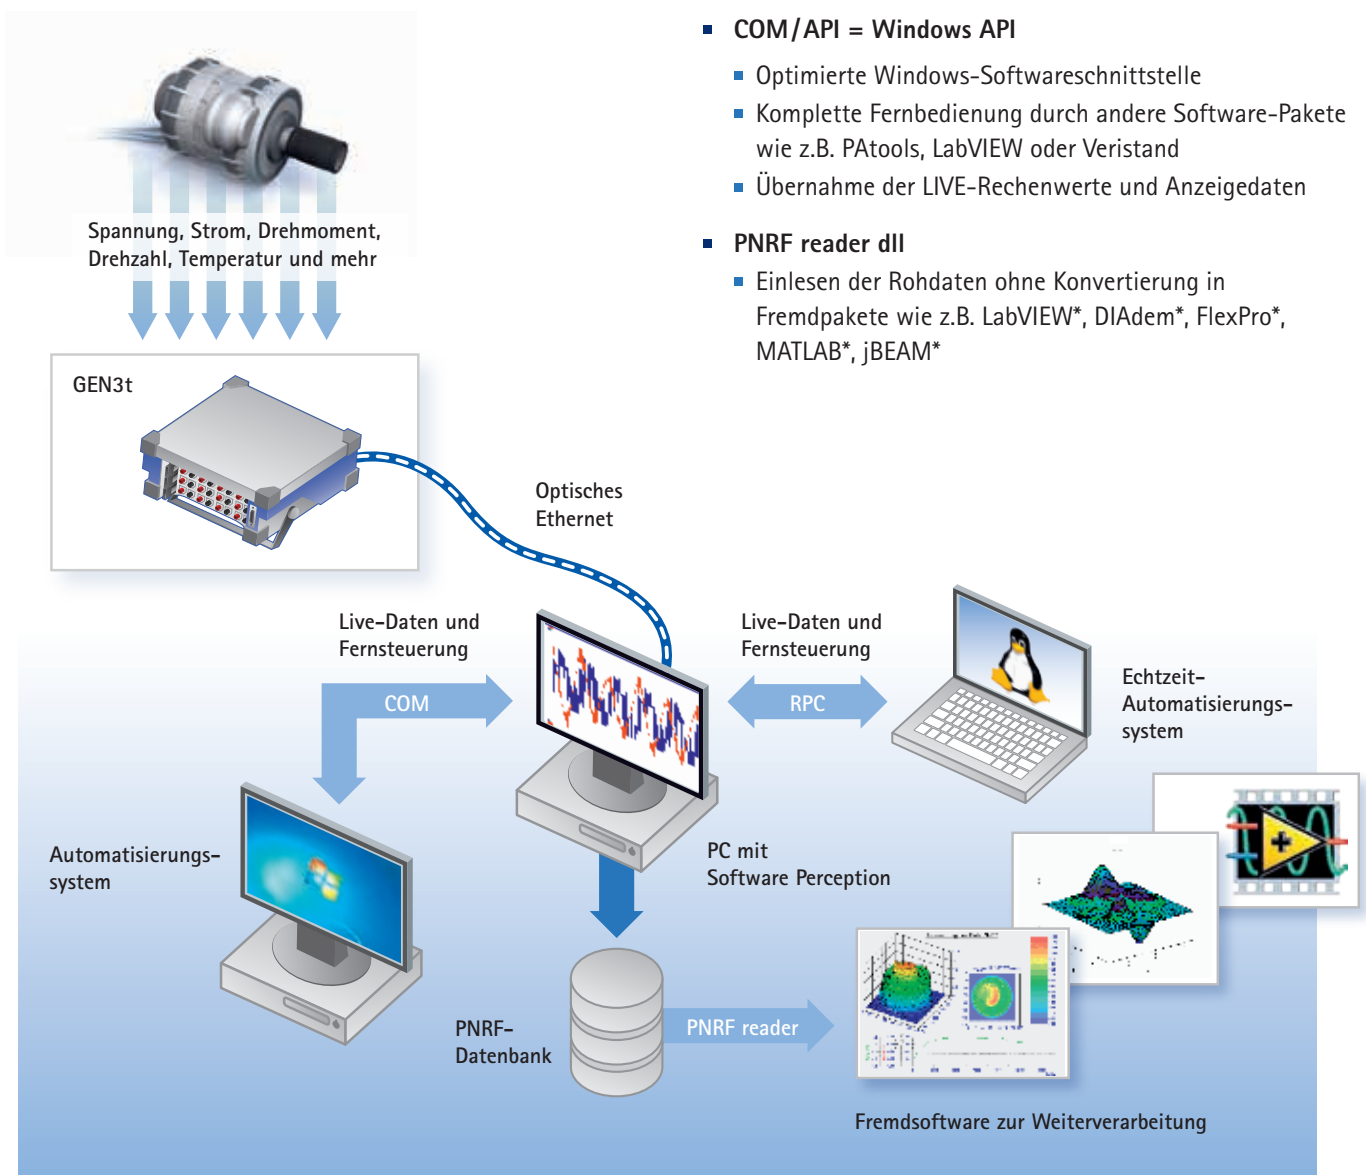 COM/API = Windows API
Optimierte Windows-Softwareschnittstelle
Komplette Fernbedienung durch andere Software-Pakete
wie z.B. PAtools, LabVIEW oder Veristand
Übernahme der LIVE-Rechenwerte und Anzeigedaten
PNRF reader dll
Einlesen der Rohdaten ohne Konvertierung in
Fremdpakete wie z.B. LabVIEW*, DIAdem*, FlexPro*,
MATLAB*, jBEAM*
Spannung, Strom, Drehmoment,
Drehzahl, Temperatur und mehr
GEN3t
Optisches
Ethernet
Live-Daten und
Fernsteuerung
COM
Live-Daten und
Fernsteuerung
RPC
Echtzeit-
Automatisierungs-
system
Automatisierungs-
system
PC mit
Software Perception
PNRF-
Datenbank
PNRF reader
Fremdsoftware zur Weiterverarbeitung